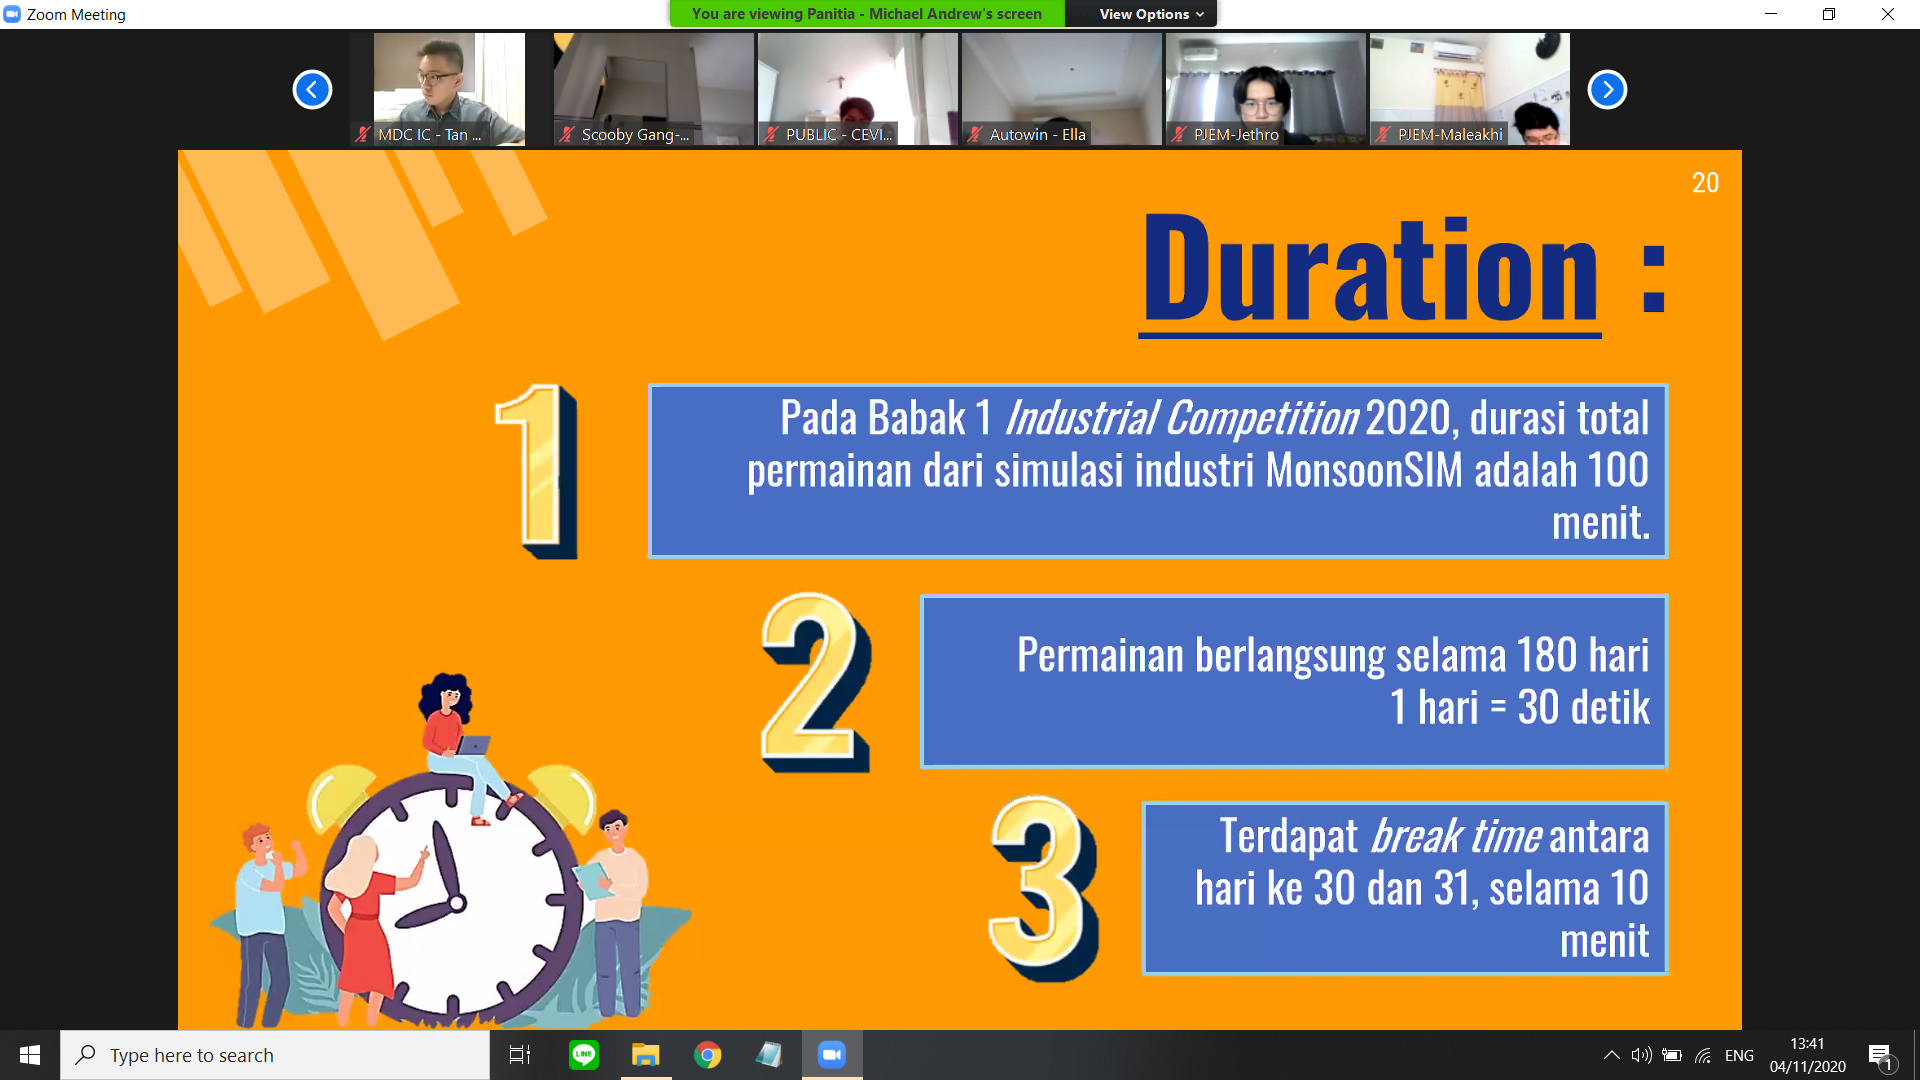 Zoom Meeting
You are viewing Panitia - Michael Andrew's screen
View Options
MDC IC - Tan ...
Scooby Gang-...
PUBLIC - CEVI...
Autowin - Ella
PJEM-Jethro
PJEM-Maleakhi
20
Duration :
1
Pada Babak 1 Industrial Competition 2020, durasi total
permainan dari simulasi industri MonsoonSIM adalah 100
menit.
2
Permainan berlangsung selama 180 hari
1 hari = 30 detik
3
Terdapat break time antara
hari ke 30 dan 31, selama 10
menit
Type here to search
LINE
ENG
13:41
04/11/2020
1